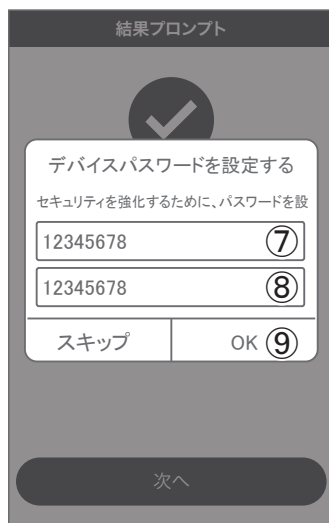 結果プロンプト
デバイスパスワードを設定する
セキュリティを強化するために、パスワードを設
12345678 ⑦
12345678 ⑧
スキップ OK ⑨
次へ